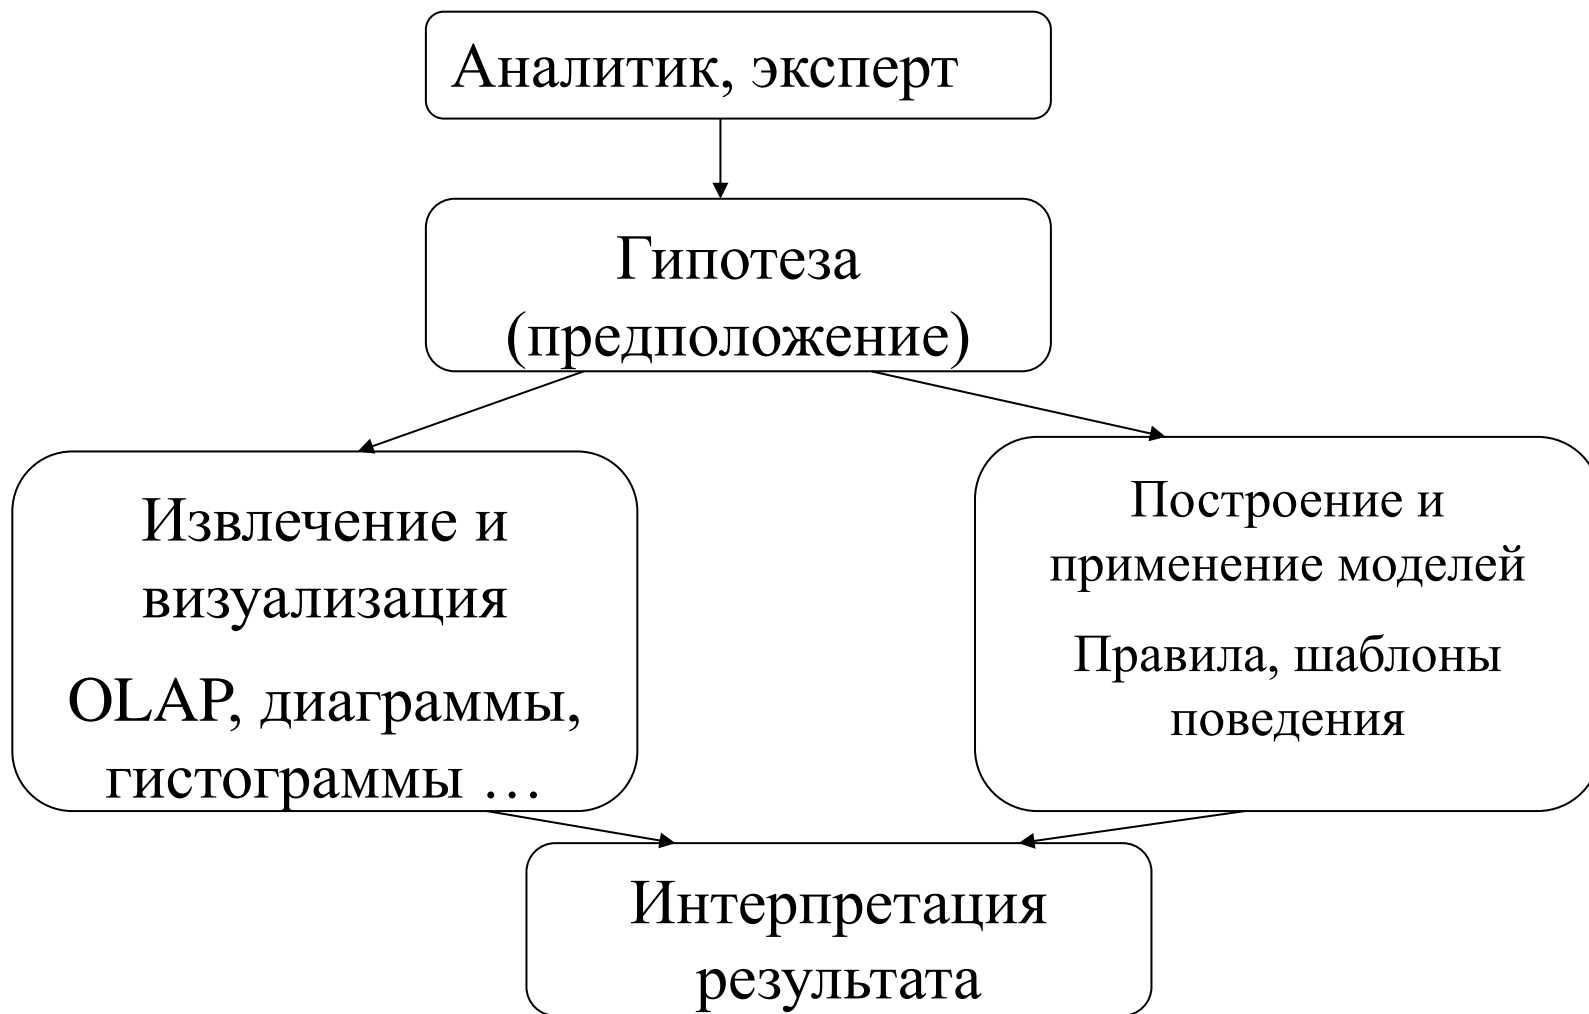 Аналитик, эксперт
Гипотеза
(предположение)
Извлечение и
визуализация
OLAP, диаграммы,
гистограммы …
Построение и
применение моделей
Правила, шаблоны
поведения
Интерпретация
результата